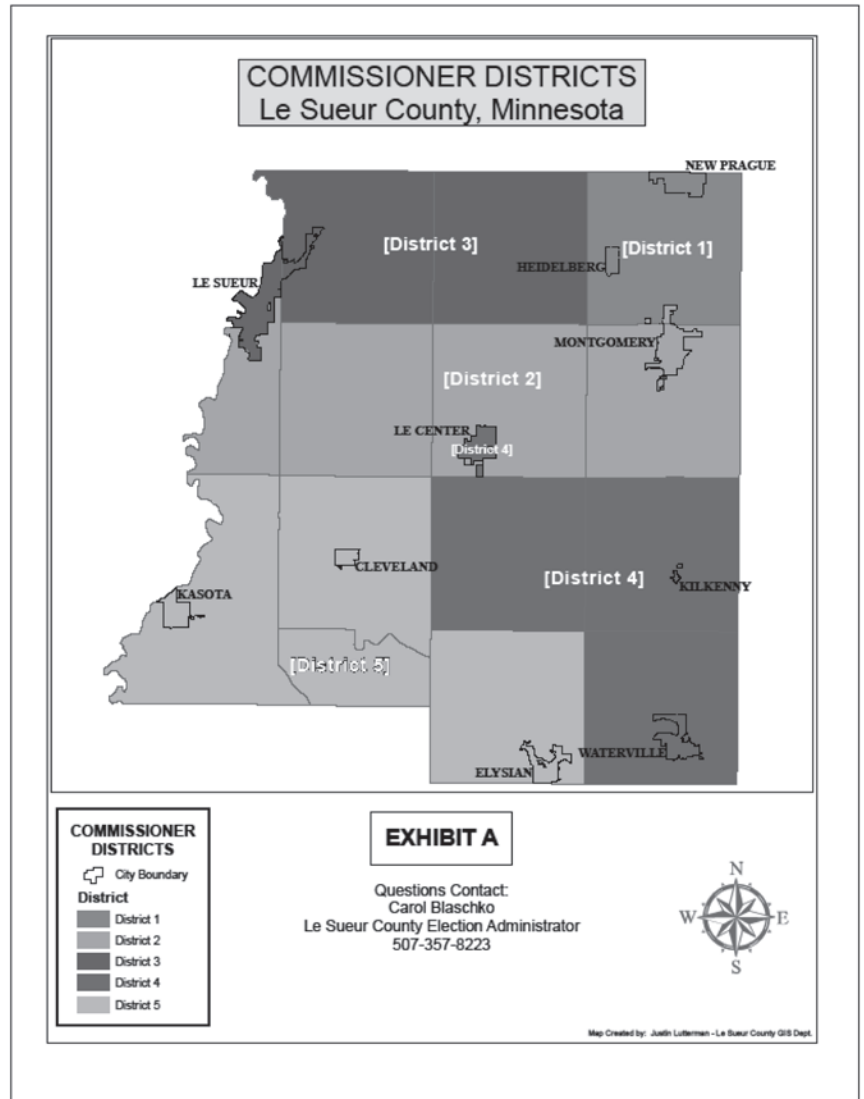 COMMISSIONER DISTRICTS
Le Sueur County, Minnesota
NEW PRAGUE
[District 3]
[District 1]
HEIDELBERG
LE SUEUR
MONTGOMERY
[District 2]
LE CENTER
[District 4]
CLEVELAND
[District 4]
KILKENNY
KASOTA
[District 5]
WATERVILLE
ELYSIAN
COMMISSIONER
DISTRICTS
City Boundary
District
District 1
District 2
District 3
District 4
District 5
EXHIBIT A
Questions Contact:
Carol Blaschko
Le Sueur County Election Administrator
507-357-8223
N
W
E
S
Map Created by: Justin Lutterman - Le Sueur County GIS Dept.